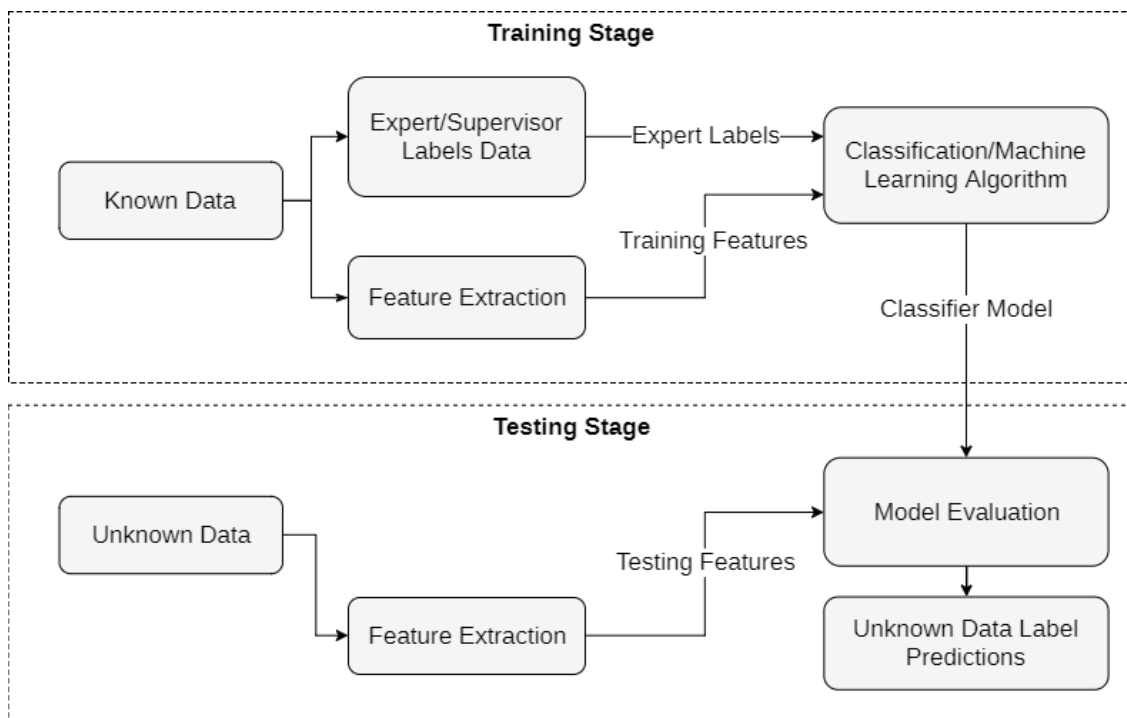 Training Stage
Expert/Supervisor
Labels Data
Expert Labels
Classification/Machine
Learning Algorithm
Known Data
Training Features
Feature Extraction
Classifier Model
Testing Stage
Unknown Data
Model Evaluation
Testing Features
Feature Extraction
Unknown Data Label
Predictions